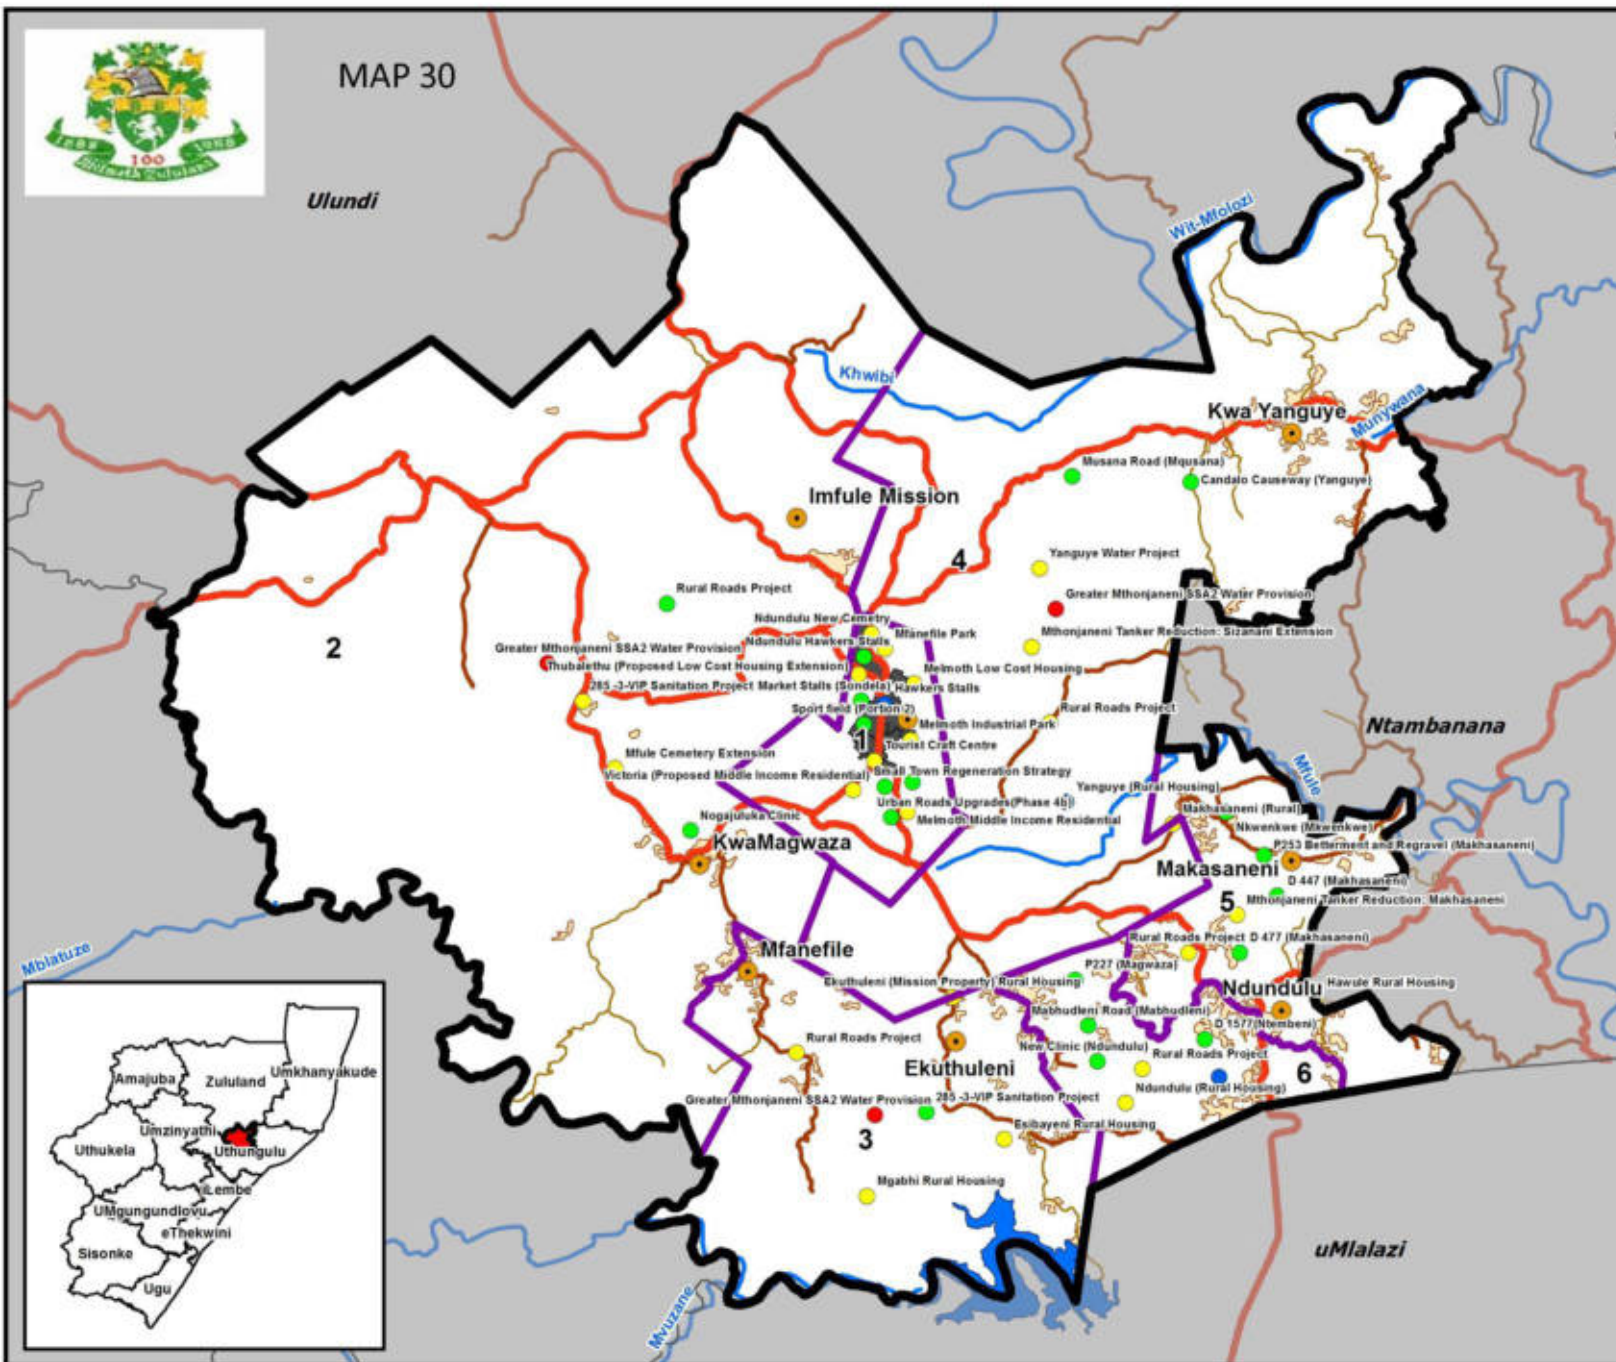 MAP 30
1888 1988
100
Melmoth Zululand
Ulundi
Wit-Mfolozi
Khwibi
Kwa Yanguye
Munywana
Musana Road (Mqusana)
Candalo Causeway (Yanguye)
Imfule Mission
4
Yanguye Water Project
Rural Roads Project
Greater Mthonjaneni SSA2 Water Provision
Ndundulu New Cemetry
Mfanefile Park
Mthonjaneni Tanker Reduction: Sizanani Extension
2
Ndundulu Hawkers Stalls
Greater Mthonjaneni SSA2 Water Provision
Thubalethu (Proposed Low Cost Housing Extension)
Melmoth Low Cost Housing
285 -3-VIP Sanitation Project
Market Stalls (Sondela)
Hawkers Stalls
Sport field (Portion 2)
Rural Roads Project
Melmoth Industrial Park
Ntambanana
1
Tourist Craft Centre
Mfule Cemetery Extension
Mfule
Victoria (Proposed Middle Income Residential)
Small Town Regeneration Strategy
Yanguye (Rural Housing)
Urban Roads Upgrades(Phase 4b)
Makhasaneni (Rural)
Nogajuluka Clinic
Melmoth Middle Income Residential
Nkwenkwe (Mkwenkwe)
KwaMagwaza
P253 Betterment and Regravel (Makhasaneni)
Makasaneni
D 447 (Makhasaneni)
5
Mthonjaneni Tanker Reduction: Makhasaneni
Mfanefile
Rural Roads Project
D 477 (Makhasaneni)
Mhlatuze
P227 (Magwaza)
Ekuthuleni (Mission Property) Rural Housing
Ndundulu
Hawule Rural Housing
Mabhudleni Road (Mabhudleni)
D 1577(Ntembeni)
Rural Roads Project
New Clinic (Ndundulu)
Rural Roads Project
Ekuthuleni
6
Ndundulu (Rural Housing)
Greater Mthonjaneni SSA2 Water Provision
285 -3-VIP Sanitation Project
Esibayeni Rural Housing
3
Mgabhi Rural Housing
uMlalazi
Mvuzane
Amajuba
Zululand
Umkhanyakude
Umzinyathi
Uthukela
Uthungulu
iLembe
UMgungundlovu
eThekwini
Sisonke
Ugu